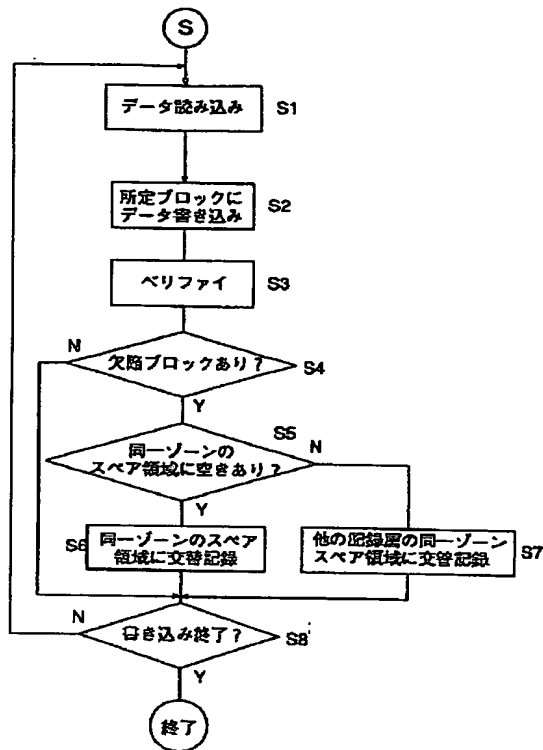 S
データ読み込み
S1
所定ブロックに
データ書き込み
S2
ベリファイ
S3
N
欠陥ブロックあり？
S4
Y
S5
同一ゾーンの
スペア領域に空きあり？
N
Y
S6
同一ゾーンのスペア
領域に交替記録
他の記録層の同一ゾーン
スペア領域に交替記録
S7
N
書き込み終了？
S8
Y
終了